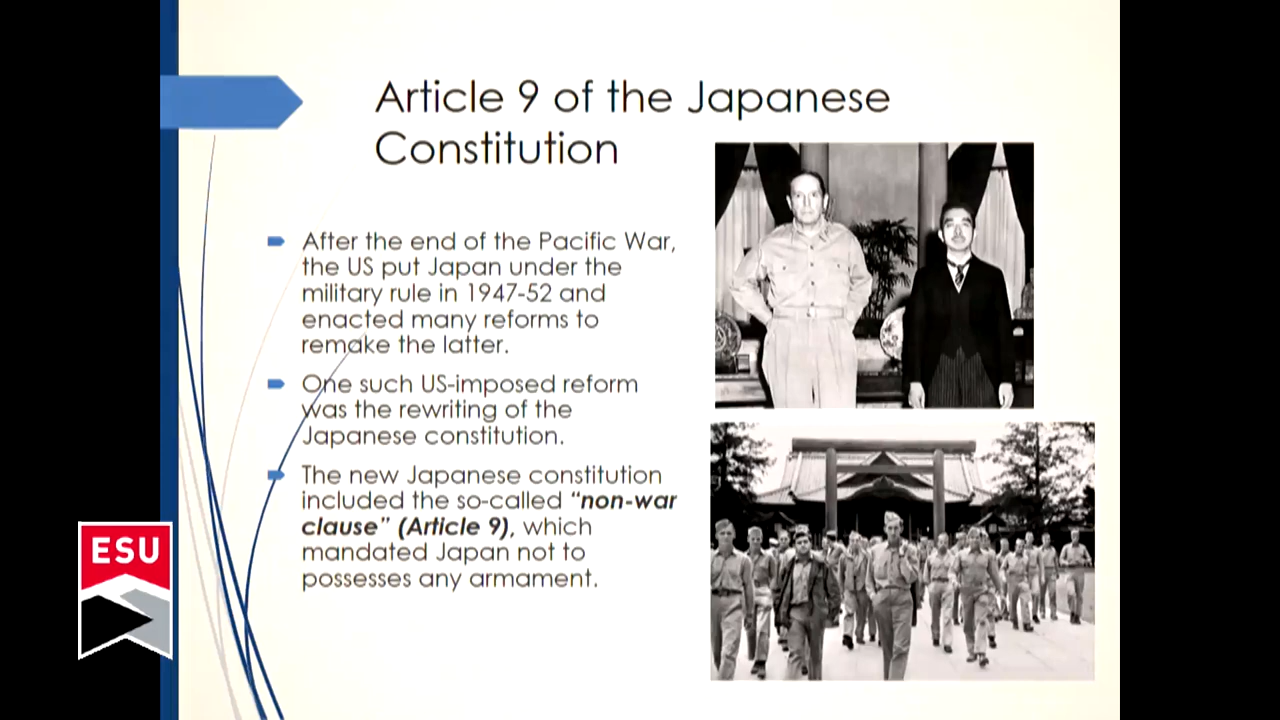 Article 9 of the Japanese
Constitution
After the end of the Pacific War,
the US put Japan under the
military rule in 1947-52 and
enacted many reforms to
remake the latter.
One such US-imposed reform
was the rewriting of the
Japanese constitution.
The new Japanese constitution
included the so-called “non-war
clause” (Article 9), which
mandated Japan not to
possesses any armament.
ESU